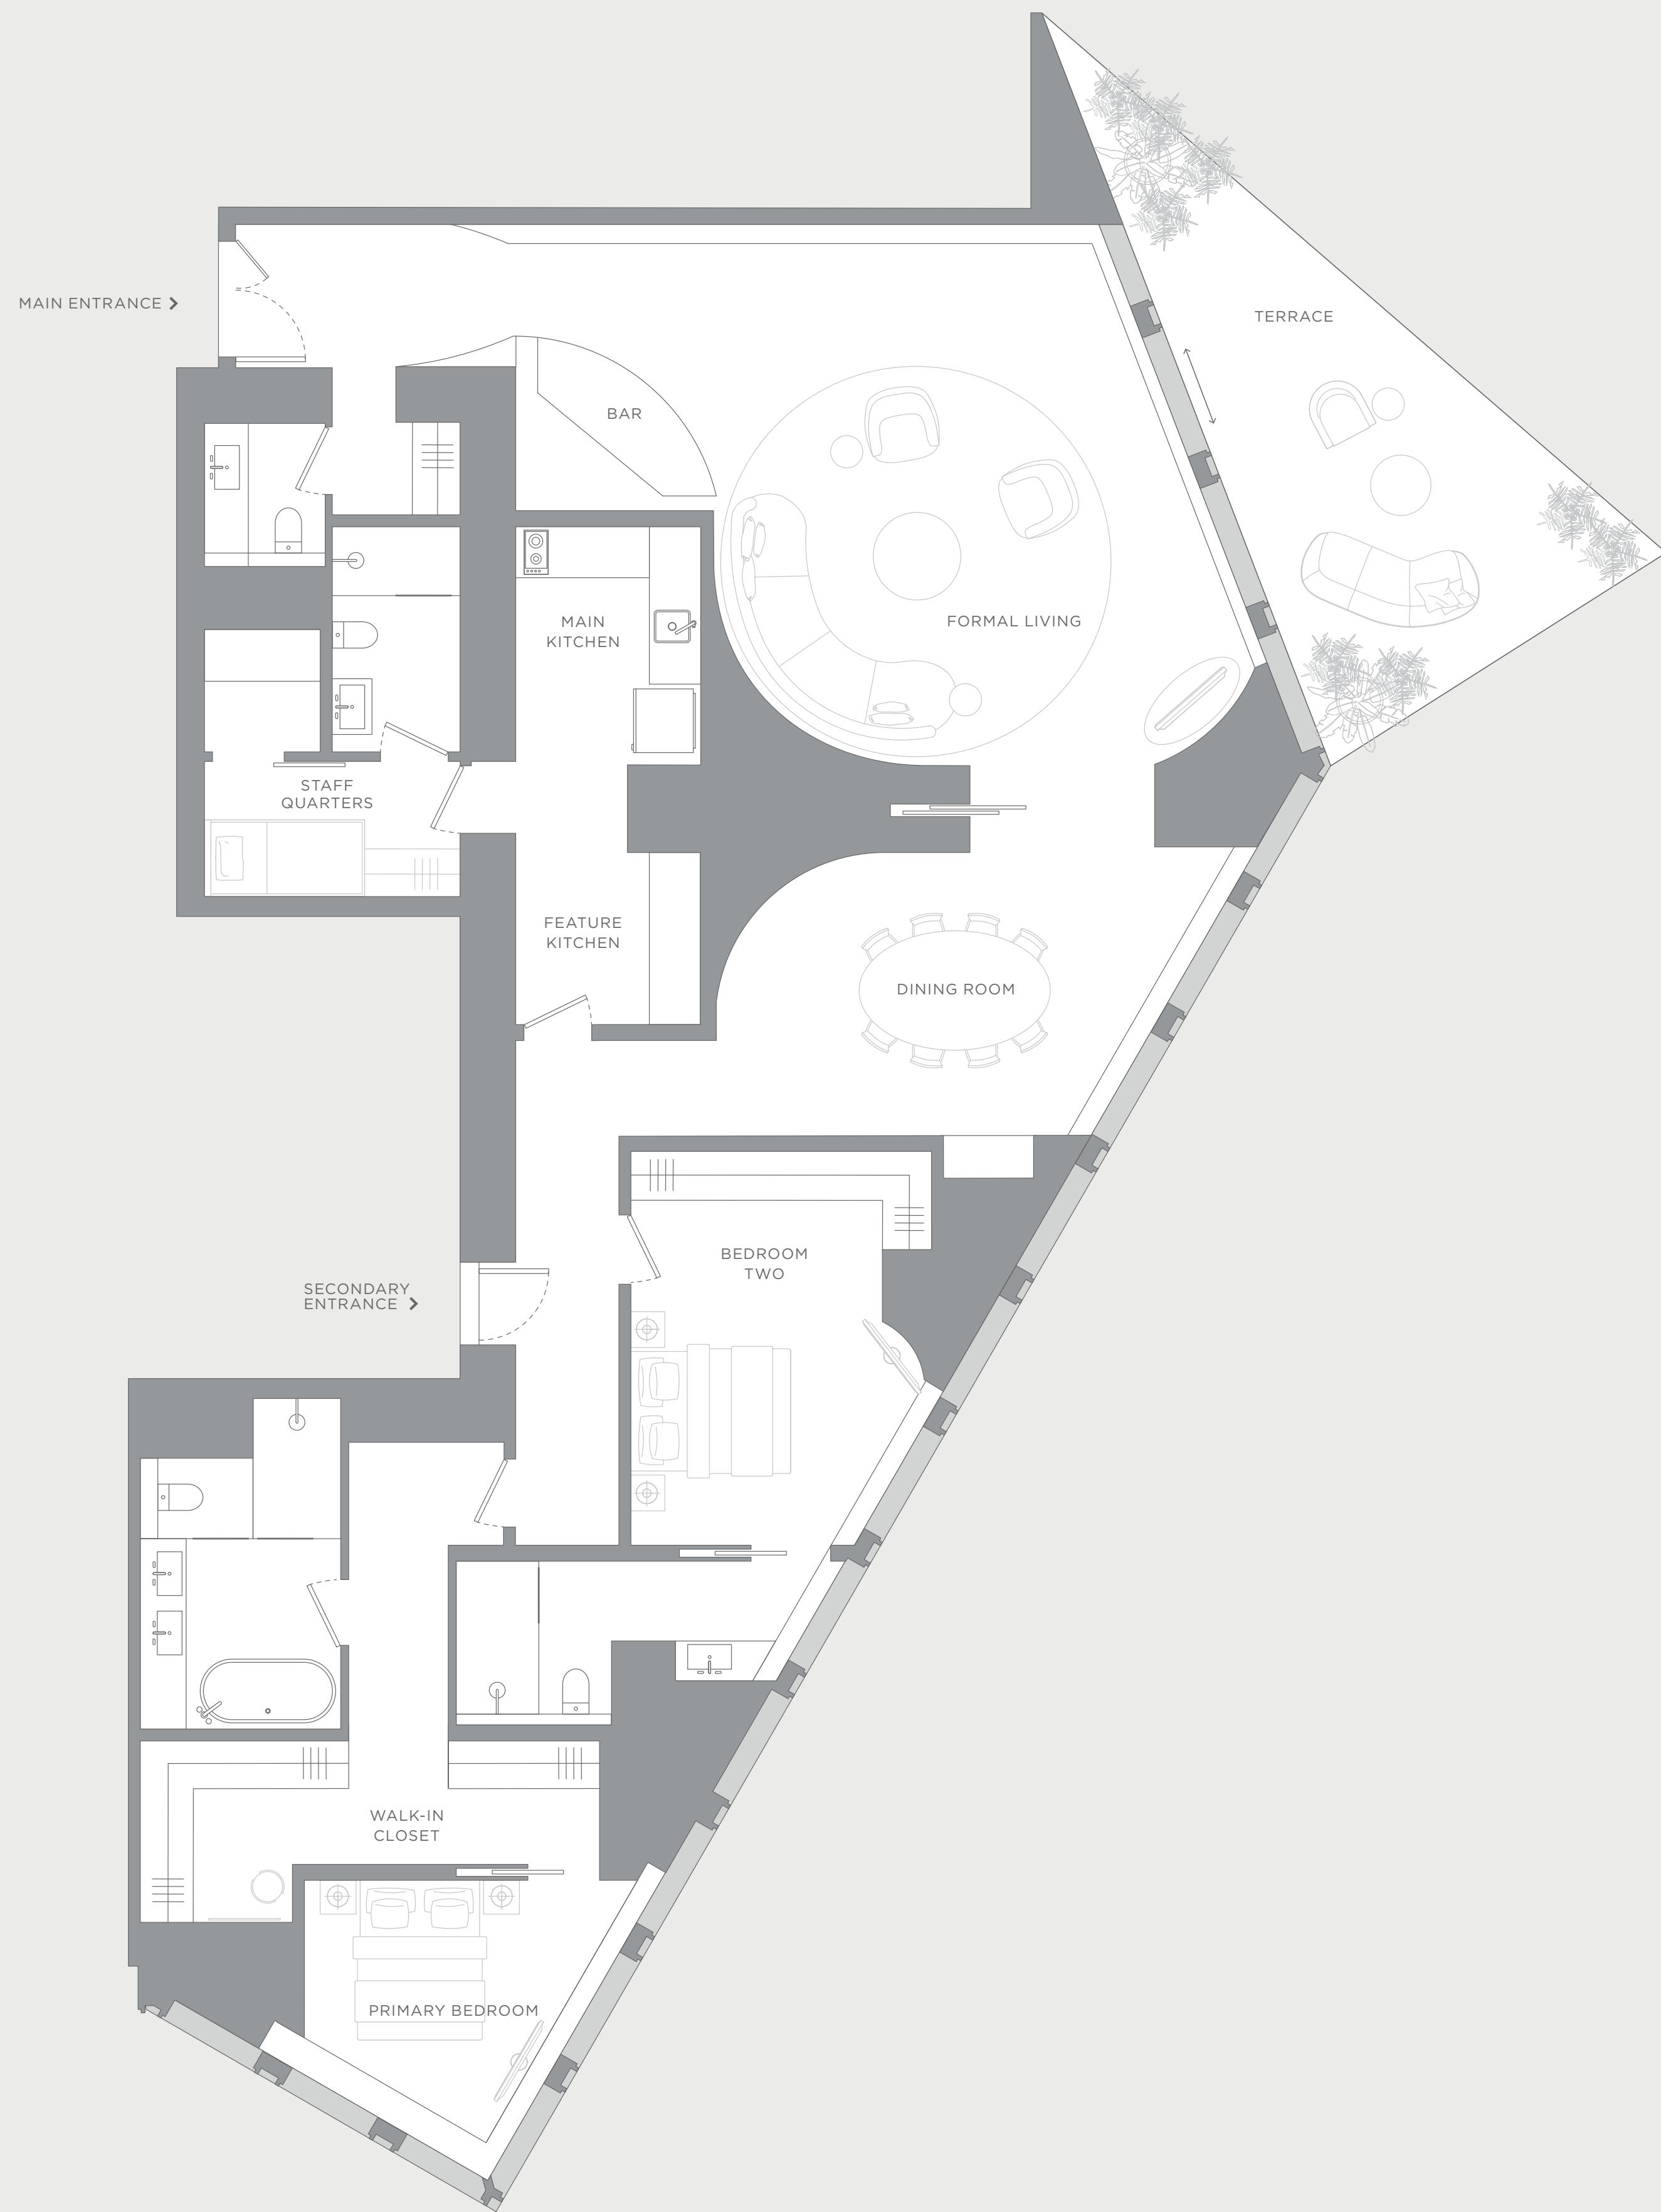 MAIN ENTRANCE
TERRACE
BAR
MAIN
KITCHEN
FORMAL LIVING
STAFF
QUARTERS
FEATURE
KITCHEN
DINING ROOM
BEDROOM
TWO
SECONDARY
ENTRANCE
WALK-IN
CLOSET
PRIMARY BEDROOM